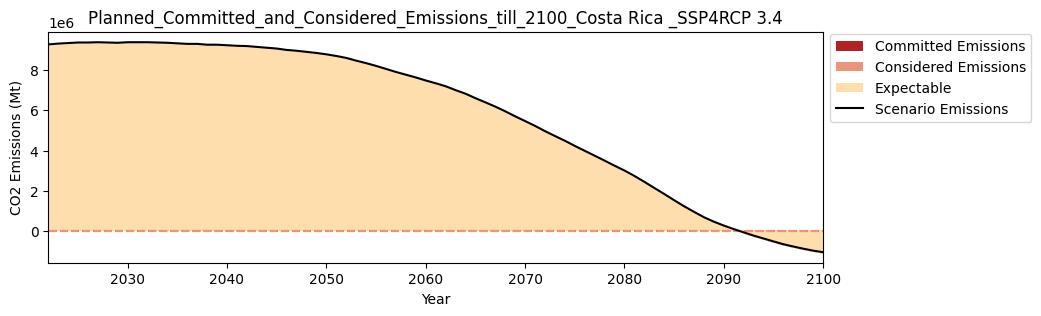 Planned_Committed_and_Considered_Emissions_till_2100_Costa Rica _SSP4RCP 3.4
1e6
8
6
4
2
0
CO2 Emissions (Mt)
2030 2040 2050 2060 2070 2080 2090 2100
Year
Committed Emissions
Considered Emissions
Expectable
Scenario Emissions